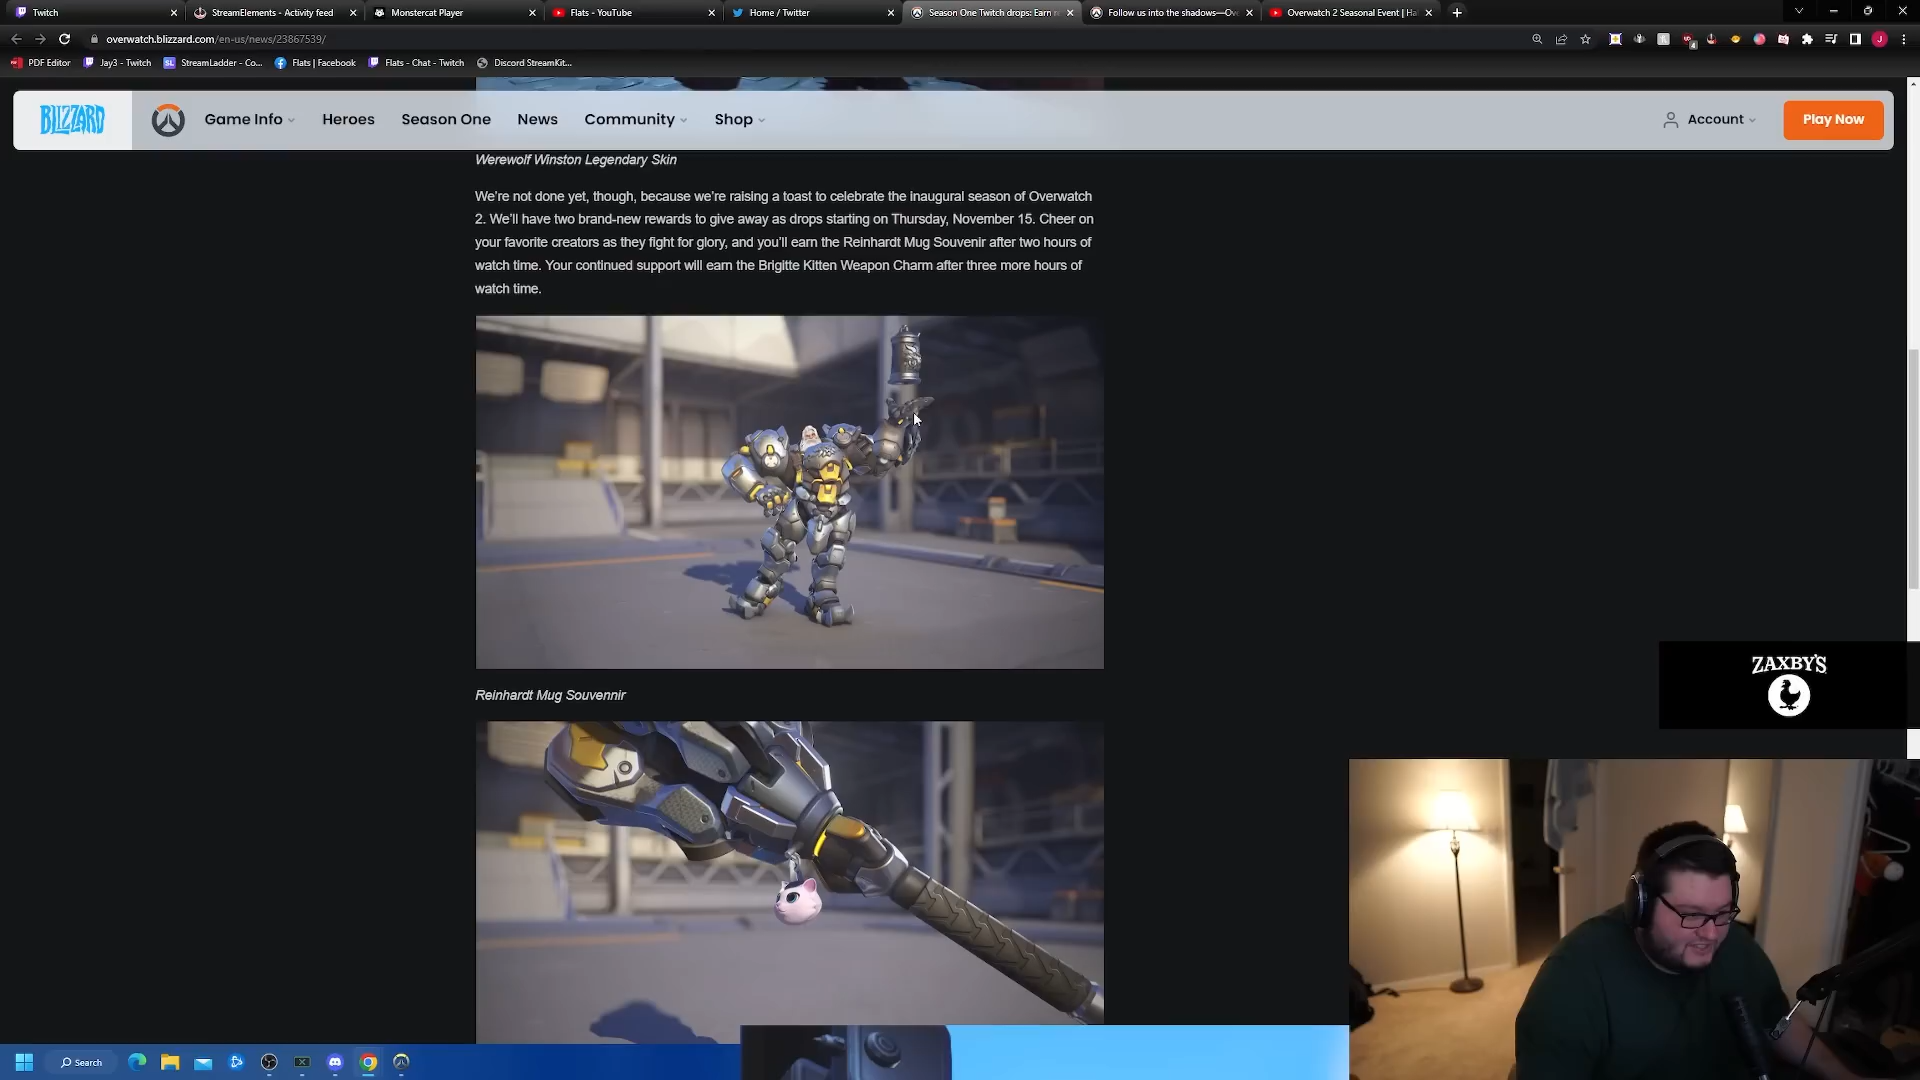 Twitch
StreamElements - Activity feed
Monstercat Player
Flats - YouTube
Home / Twitter
Season One Twitch drops: Earn r
Follow us into the shadows—Ov
Overwatch 2 Seasonal Event | Ha
overwatch.blizzard.com/en-us/news/23867539/
PDF Editor
Jay3 - Twitch
StreamLadder - Co...
Flats | Facebook
Flats - Chat - Twitch
Discord StreamKit...
BLIZZARD
Game Info
Heroes
Season One
News
Community
Shop
Account
Play Now
Werewolf Winston Legendary Skin
We're not done yet, though, because we're raising a toast to celebrate the inaugural season of Overwatch
2. We'll have two brand-new rewards to give away as drops starting on Thursday, November 15. Cheer on
your favorite creators as they fight for glory, and you'll earn the Reinhardt Mug Souvenir after two hours of
watch time. Your continued support will earn the Brigitte Kitten Weapon Charm after three more hours of
watch time.
Reinhardt Mug Souvennir
ZAXBY'S
Search